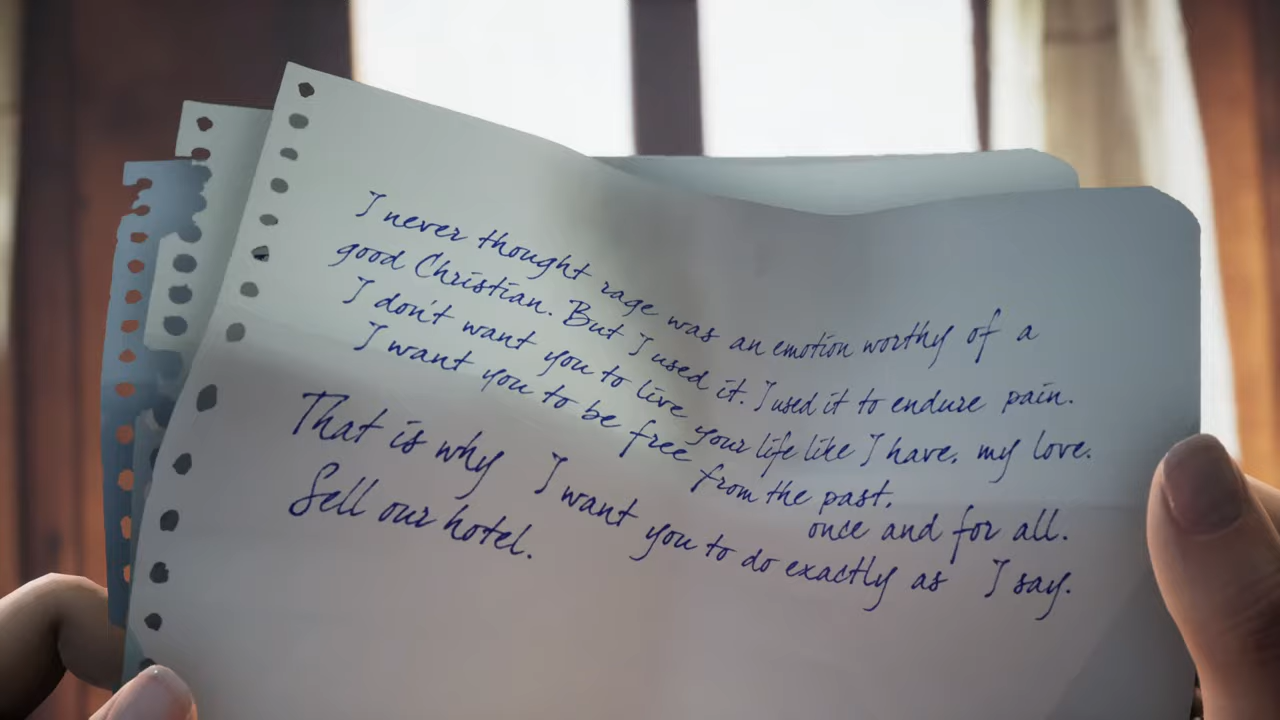 I never thought rage was an emotion worthy of a
good Christian. But I used it. I used it to endure pain.
I don't want you to live your life like I have, my love.
I want you to be free from the past,
once and for all.
That is why I want you to do exactly as I say.
Sell our hotel.